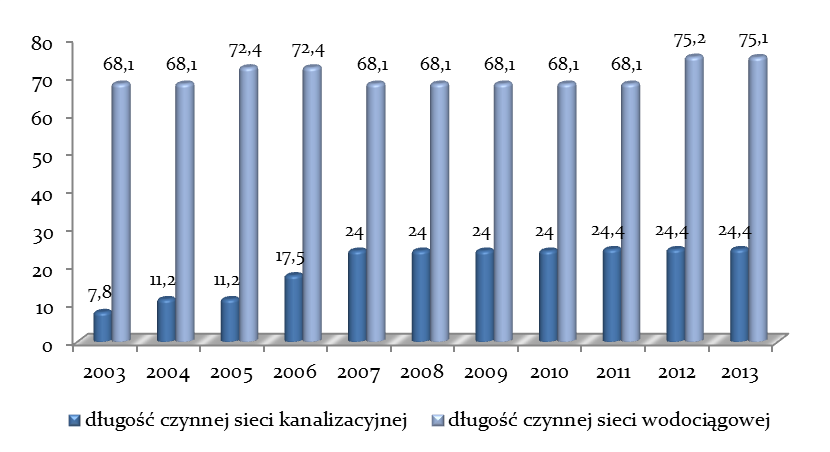 80
70
60
50
40
30
20
10
0
68,1 68,1 72,4 72,4 68,1 68,1 68,1 68,1 68,1 75,2 75,1
7,8 11,2 11,2 17,5 24 24 24 24 24,4 24,4 24,4
2003 2004 2005 2006 2007 2008 2009 2010 2011 2012 2013
długość czynnej sieci kanalizacyjnej długość czynnej sieci wodociągowej